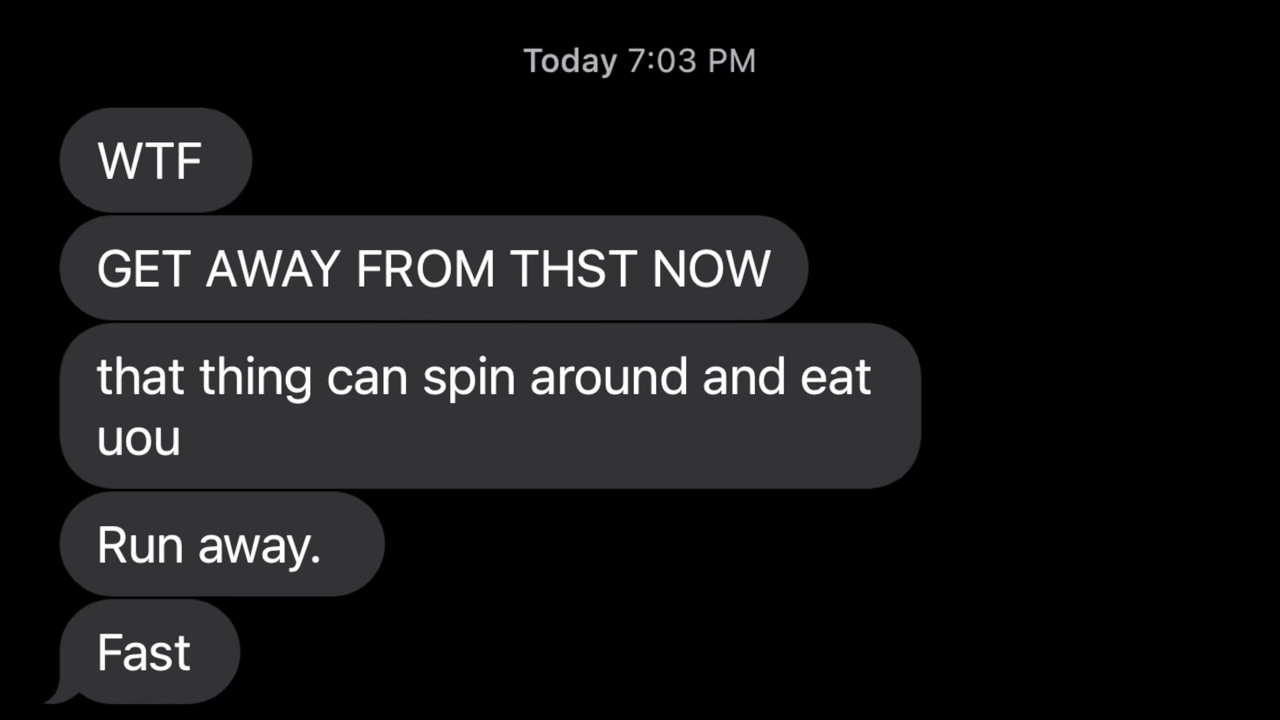 Today 7:03 PM
WTF
GET AWAY FROM THST NOW
that thing can spin around and eat
uou
Run away.
Fast